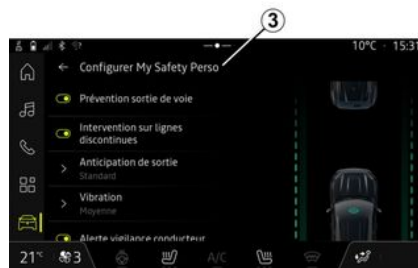 3
10°C 15:31
← Configurer My Safety Perso
Prévention sortie de voie
Intervention sur lignes
discontinues
Anticipation de sortie
Standard
Vibration
Moyenne
Alerte vigilance conducteur
21°C 3 A/C